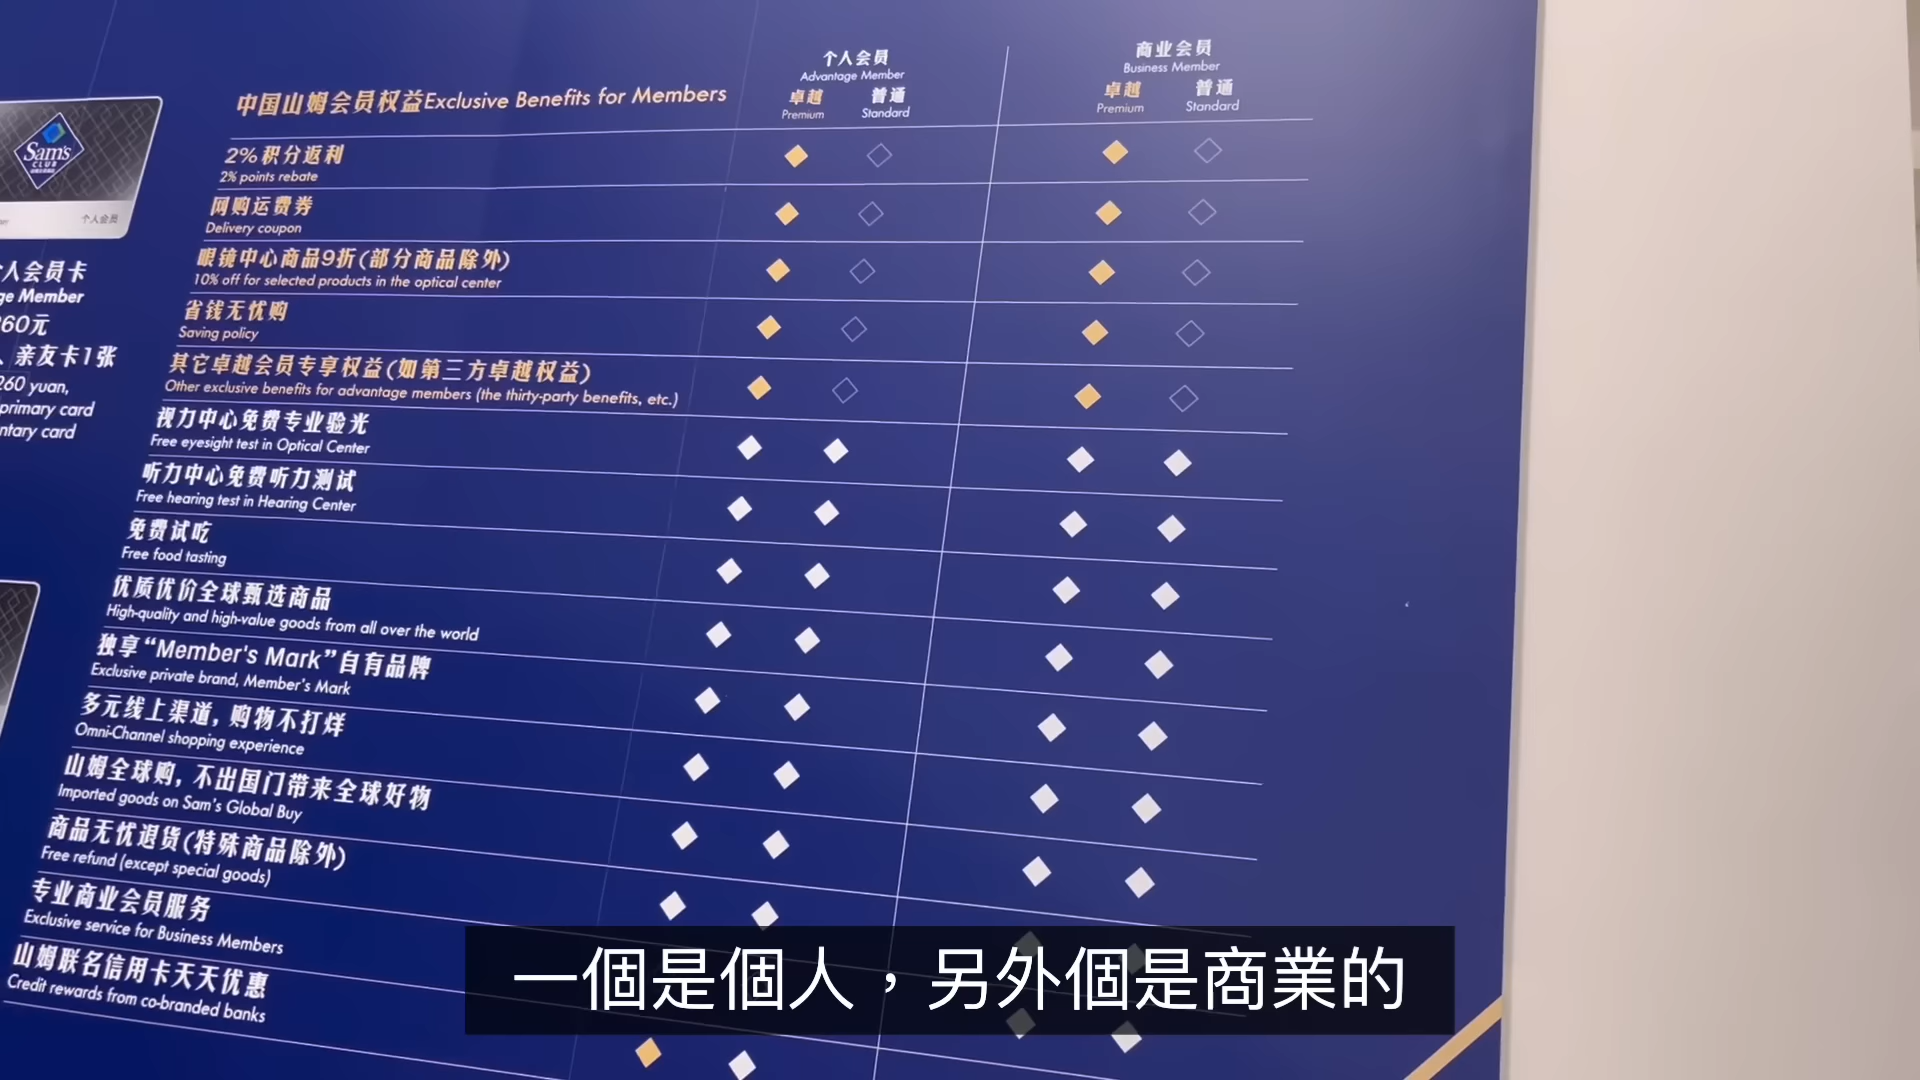 个人会员
Advantage Member
商业会员
Business Member
卓越
Premium
普通
Standard
卓越
Premium
普通
Standard
中国山姆会员权益Exclusive Benefits for Members
2%积分返利
2% points rebate
网购运费券
Delivery coupon
眼镜中心商品9折(部分商品除外)
10% off for selected products in the optical center
省钱无忧购
Saving policy
其它卓越会员专享权益(如第三方卓越权益)
Other exclusive benefits for advantage members (the thirty-party benefits, etc.)
视力中心免费专业验光
Free eyesight test in Optical Center
听力中心免费听力测试
Free hearing test in Hearing Center
免费试吃
Free food tasting
优质优价全球甄选商品
High-quality and high-value goods from all over the world
独享“Member's Mark”自有品牌
Exclusive private brand, Member's Mark
多元线上渠道,购物不打烊
Omni-Channel shopping experience
山姆全球购,不出国门带来全球好物
Imported goods on Sam's Global Buy
商品无忧退货(特殊商品除外)
Free refund (except special goods)
专业商业会员服务
Exclusive service for Business Members
山姆联名信用卡天天优惠
Credit rewards from co-branded banks
Sam's
CLUB
个人会员
人会员卡
ge Member
260元
、亲友卡1张
260 yuan,
primary card
ntary card
一個是個人，另外個是商業的